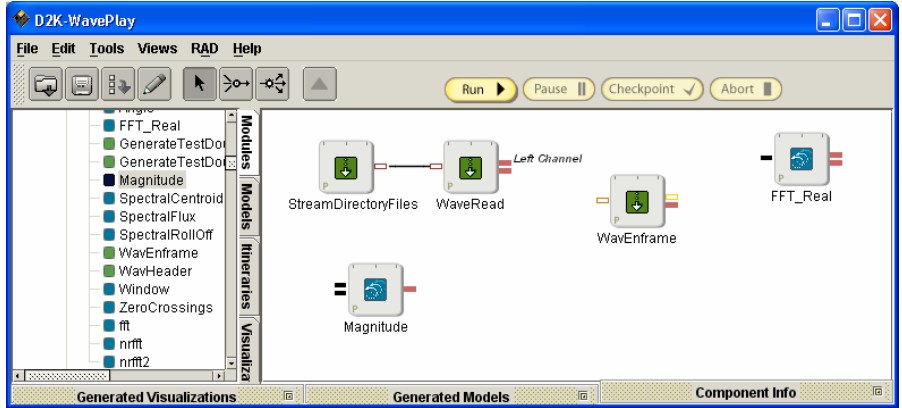 D2K-WavePlay
File Edit Tools Views RAD Help
Run Pause Checkpoint Abort
FFT_Real
GenerateTestDou
GenerateTestDou
Magnitude
SpectralCentroid
SpectralFlux
SpectralRollOff
WavEnframe
WavHeader
Window
ZeroCrossings
fft
nrfft
nrfft2
Modules
Models
Itineraries
Visualiza
Left Channel
P
StreamDirectoryFiles
P
WaveRead
P
WavEnframe
P
FFT_Real
P
Magnitude
Generated Visualizations
Generated Models
Component Info